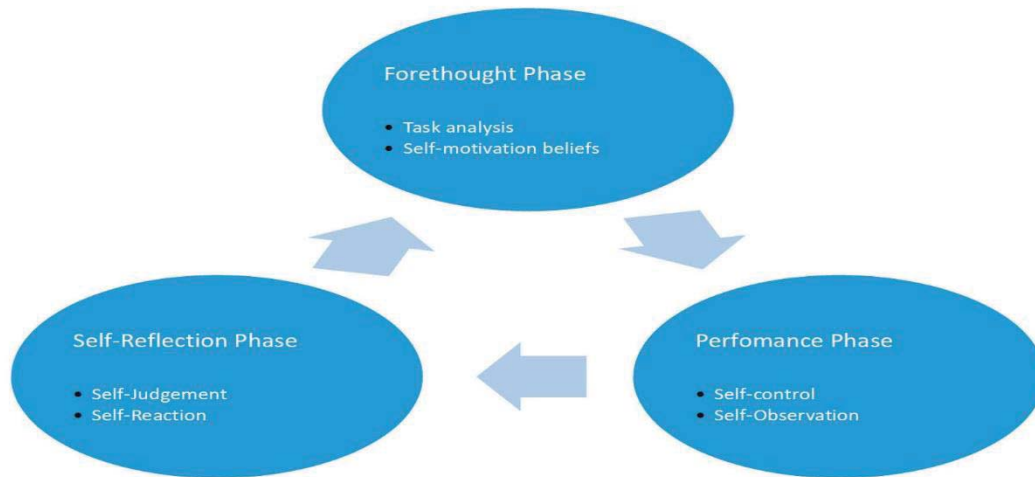 Forethought Phase
• Task analysis
• Self-motivation beliefs
Self-Reflection Phase
• Self-Judgement
• Self-Reaction
Perfomance Phase
• Self-control
• Self-Observation